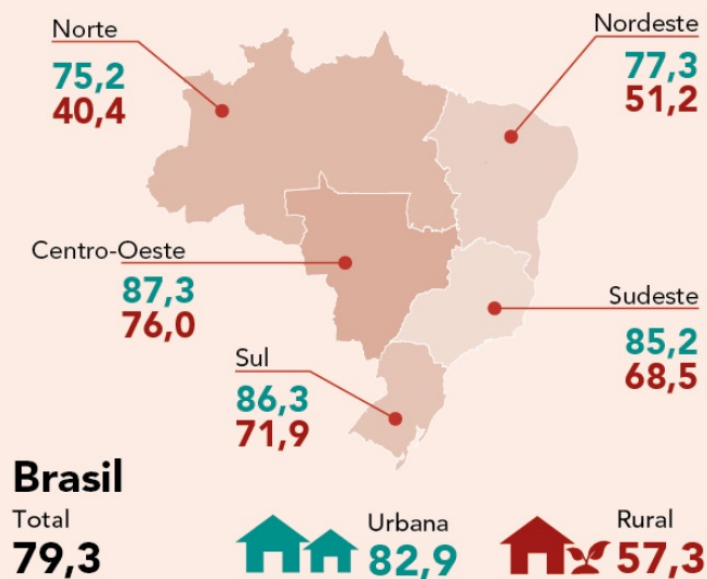 Norte
75,2
40,4
Nordeste
77,3
51,2
Centro-Oeste
87,3
76,0
Sudeste
85,2
68,5
Sul
86,3
71,9
Brasil
Total
79,3
Urbana
82,9
Rural
57,3